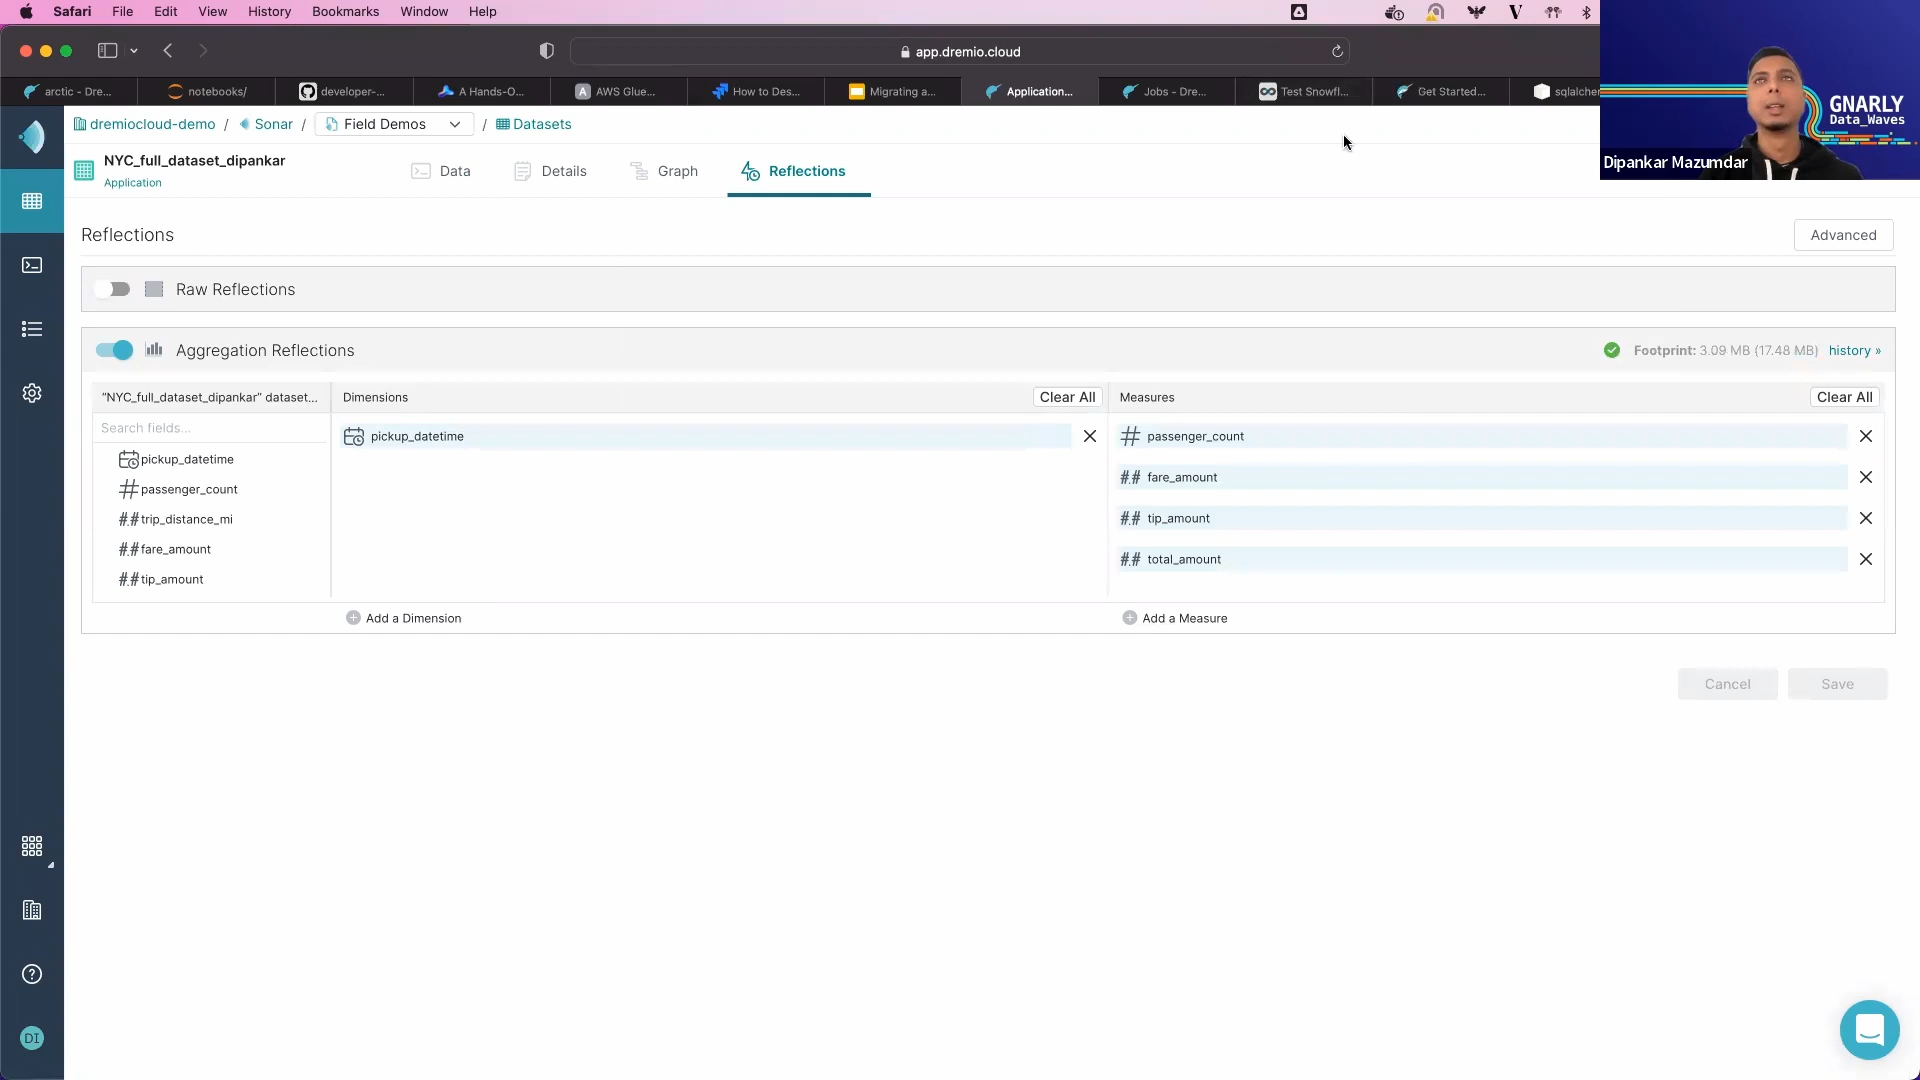 Safari File Edit View History Bookmarks Window Help
app.dremio.cloud
arctic - Dre... notebooks/ developer-... A Hands-O... AWS Glue... How to Des... Migrating a... Application... Jobs - Dre... Test Snowfl... Get Started... sqlalche
GNARLY
Data_Waves
Dipankar Mazumdar
dremiocloud-demo / Sonar / Field Demos / Datasets
NYC_full_dataset_dipankar
Application
Data Details Graph Reflections
Reflections Advanced
Raw Reflections
Aggregation Reflections Footprint: 3.09 MB (17.48 MB) history »
"NYC_full_dataset_dipankar" dataset... Dimensions Clear All Measures Clear All
Search fields...
pickup_datetime
passenger_count
##trip_distance_mi
##fare_amount
##tip_amount
pickup_datetime
passenger_count
## fare_amount
## tip_amount
## total_amount
Add a Dimension Add a Measure
Cancel Save
DI